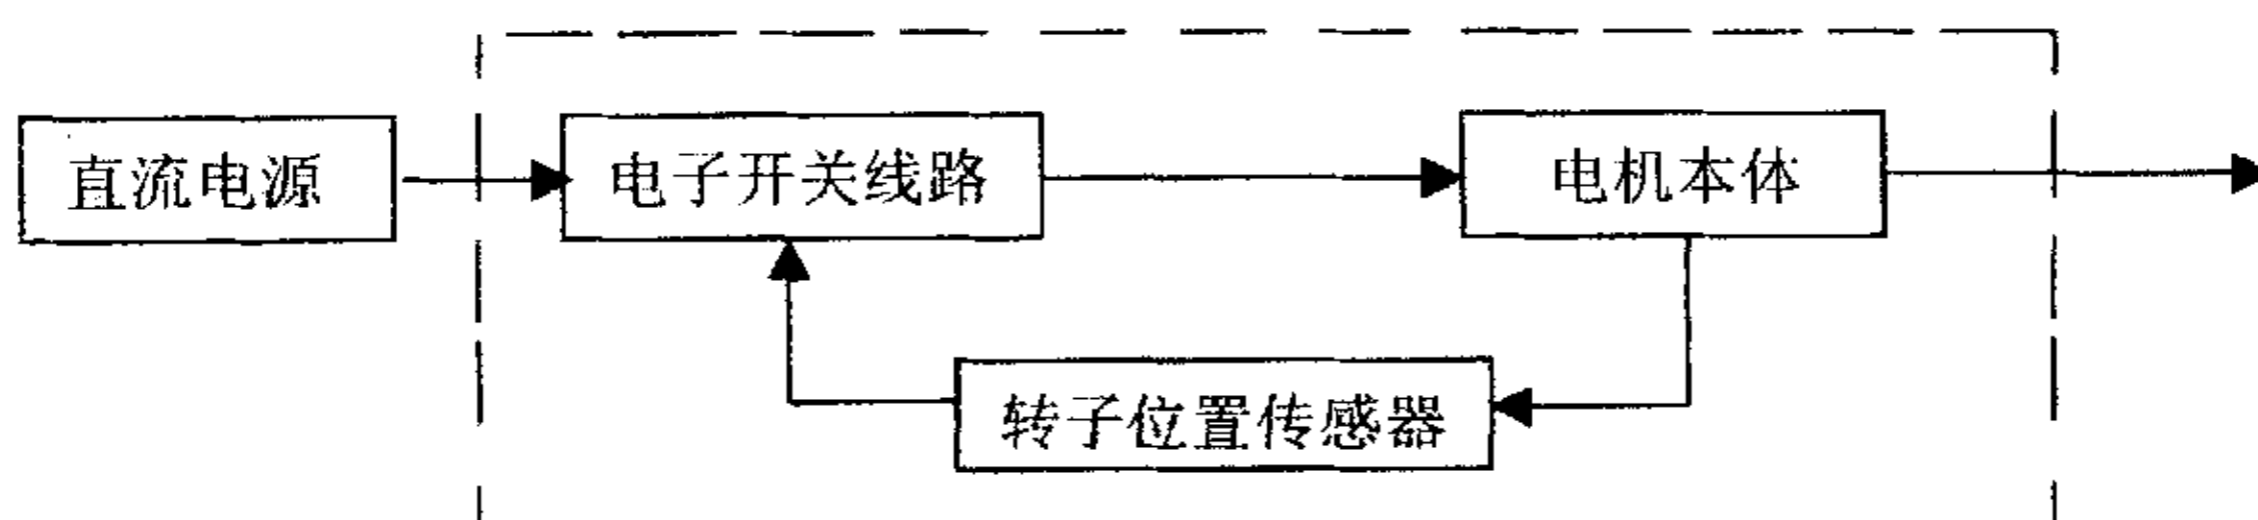 直流电源
电子开关线路
电机本体
转子位置传感器